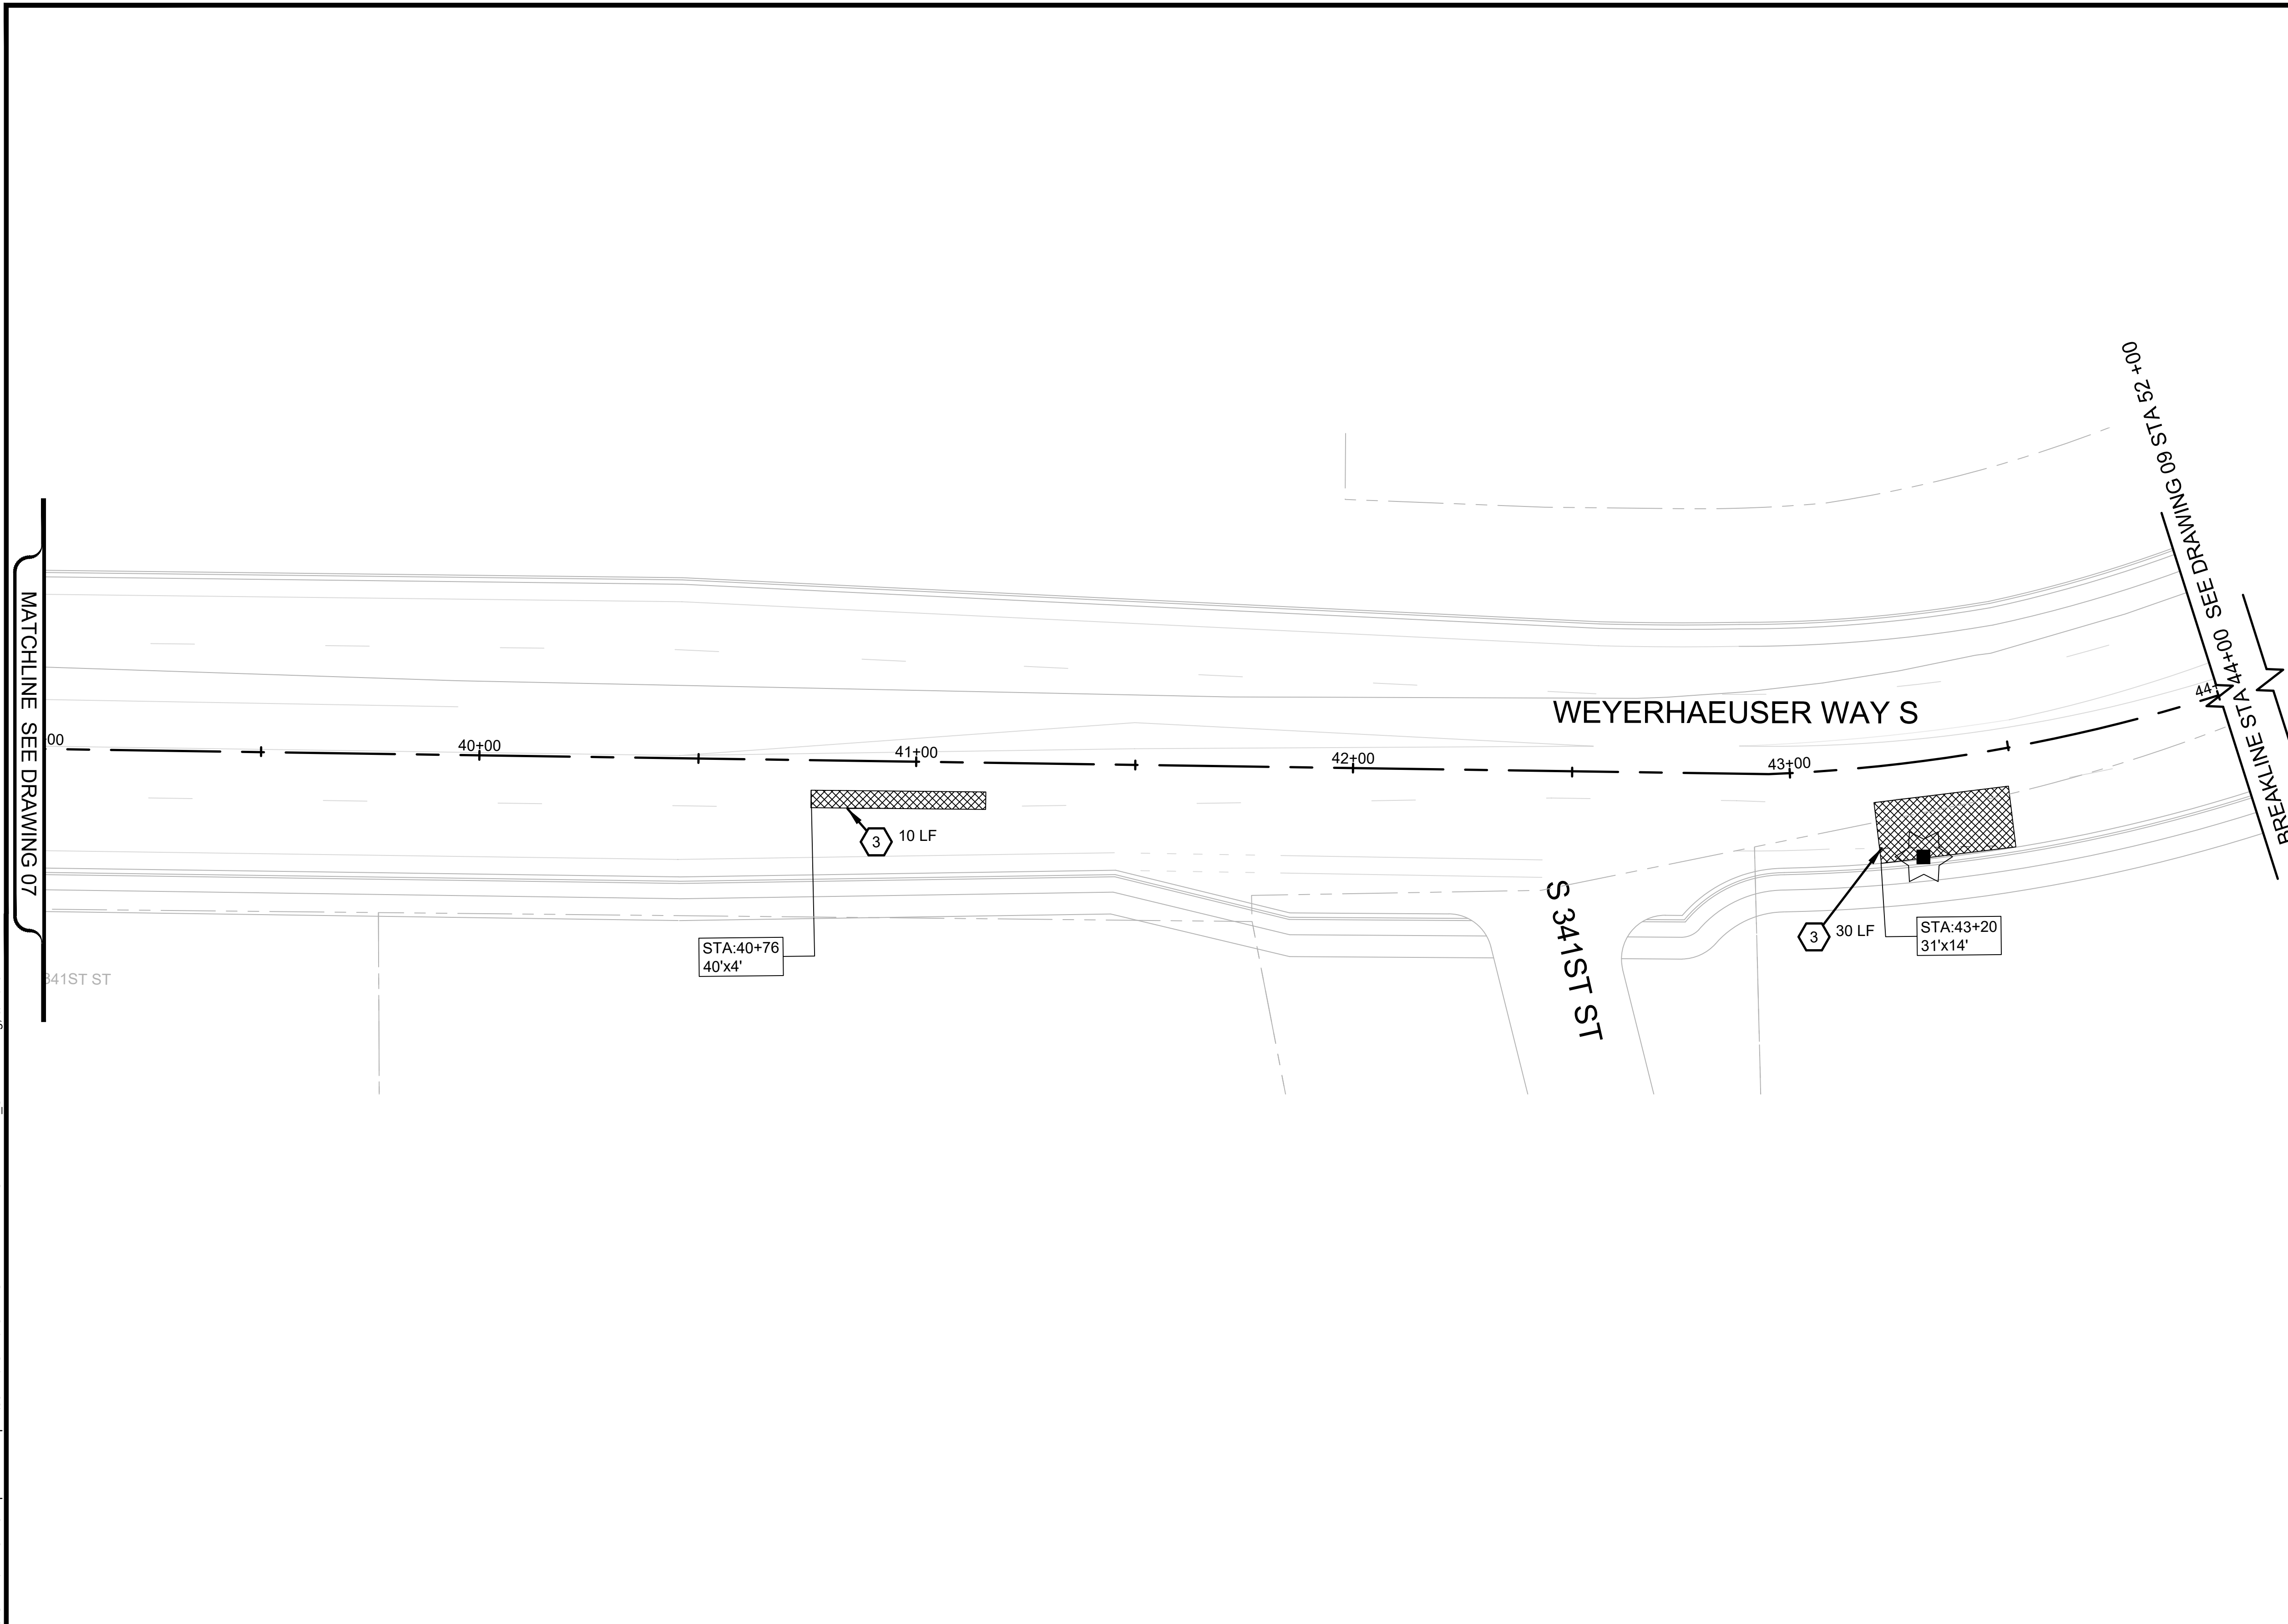 BREAKLINE STA 44+00 SEE DRAWING 09 STA 52 +00
MATCHLINE SEE DRAWING 07
WEYERHAEUSER WAY S
00
40+00
41+00
42+00
43+00
44+
3
10 LF
STA:40+76
40'x4'
S 341ST ST
3
30 LF
STA:43+20
31'x14'
341ST ST